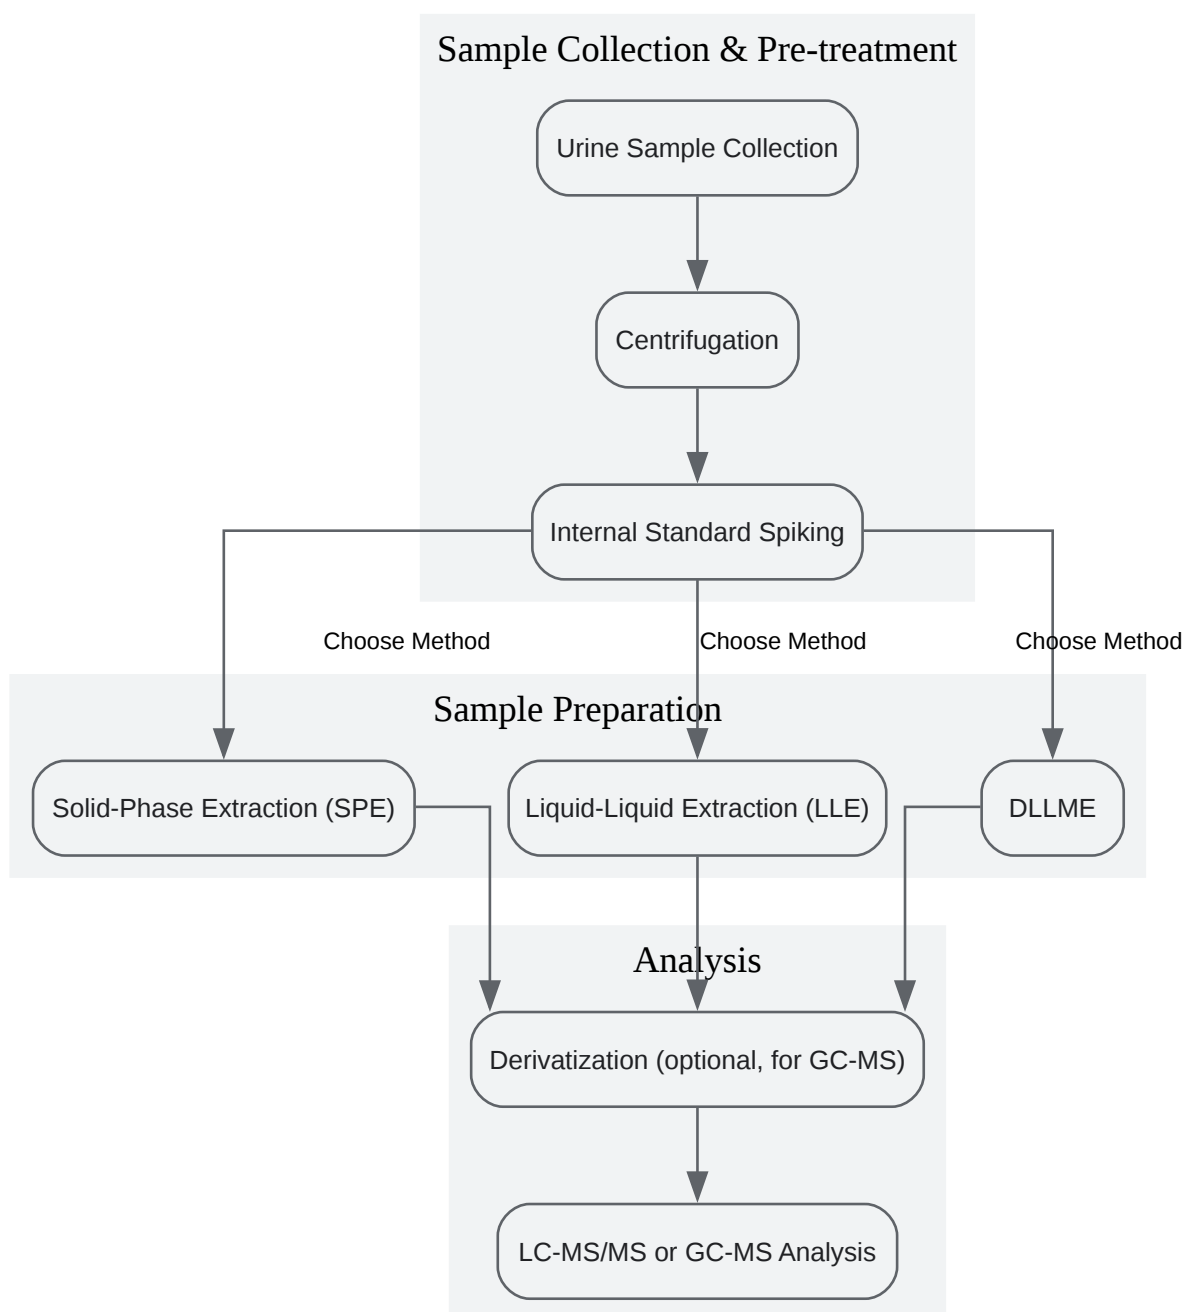 Sample Collection & Pre-treatment
Urine Sample Collection
Centrifugation
Internal Standard Spiking
Choose Method
Choose Method
Choose Method
Sample Preparation
Solid-Phase Extraction (SPE)
Liquid-Liquid Extraction (LLE)
DLLME
Analysis
Derivatization (optional, for GC-MS)
LC-MS/MS or GC-MS Analysis